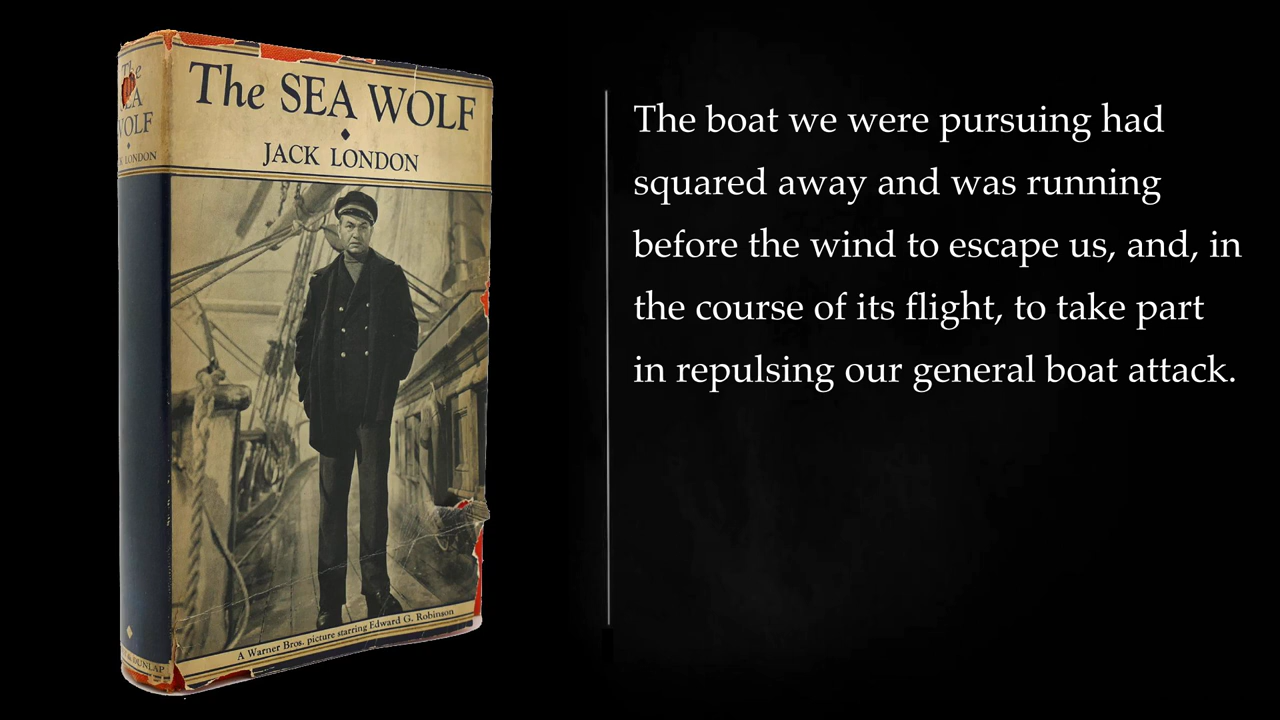 The SEA WOLF
JACK LONDON
A Warner Bros. picture starring Edward G. Robinson
The
SEA
WOLF
LONDON
DUNLAP
The boat we were pursuing had
squared away and was running
before the wind to escape us, and, in
the course of its flight, to take part
in repulsing our general boat attack.